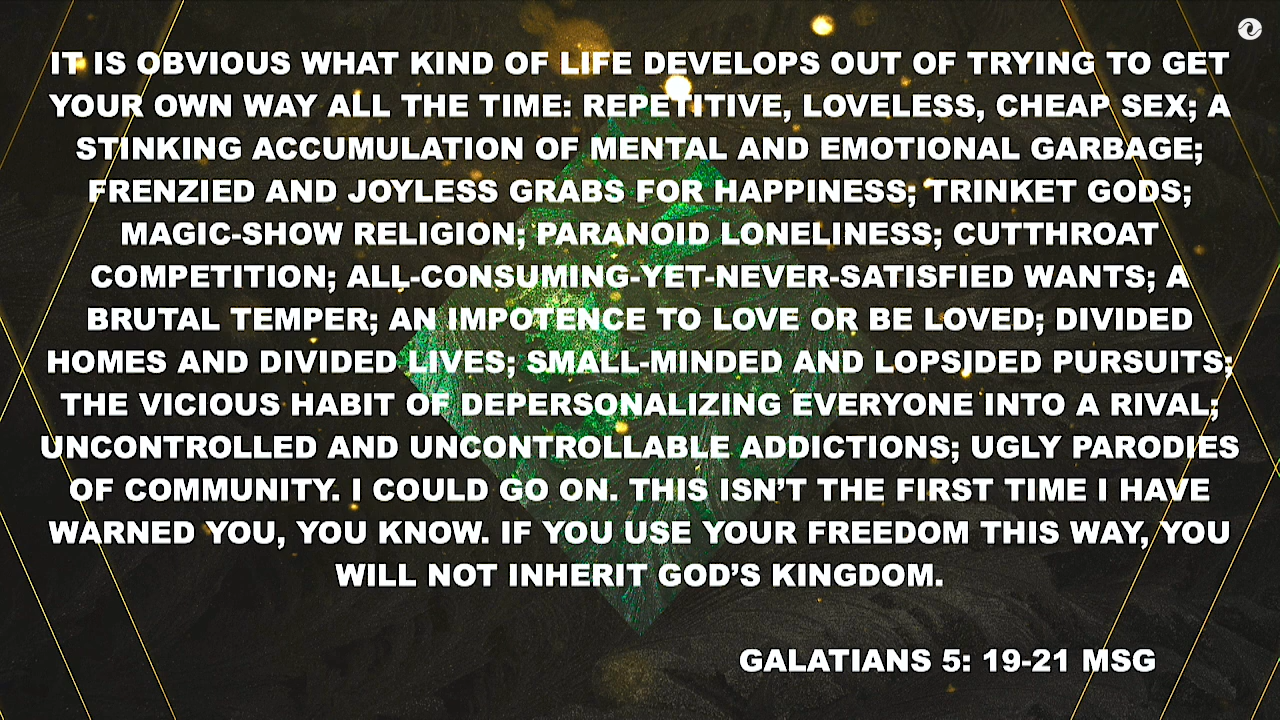 IT IS OBVIOUS WHAT KIND OF LIFE DEVELOPS OUT OF TRYING TO GET
YOUR OWN WAY ALL THE TIME: REPETITIVE, LOVELESS, CHEAP SEX; A
STINKING ACCUMULATION OF MENTAL AND EMOTIONAL GARBAGE;
FRENZIED AND JOYLESS GRABS FOR HAPPINESS; TRINKET GODS;
MAGIC-SHOW RELIGION; PARANOID LONELINESS; CUTTHROAT
COMPETITION; ALL-CONSUMING-YET-NEVER-SATISFIED WANTS; A
BRUTAL TEMPER; AN IMPOTENCE TO LOVE OR BE LOVED; DIVIDED
HOMES AND DIVIDED LIVES; SMALL-MINDED AND LOPSIDED PURSUITS;
THE VICIOUS HABIT OF DEPERSONALIZING EVERYONE INTO A RIVAL;
UNCONTROLLED AND UNCONTROLLABLE ADDICTIONS; UGLY PARODIES
OF COMMUNITY. I COULD GO ON. THIS ISN’T THE FIRST TIME I HAVE
WARNED YOU, YOU KNOW. IF YOU USE YOUR FREEDOM THIS WAY, YOU
WILL NOT INHERIT GOD’S KINGDOM.
GALATIANS 5: 19-21 MSG